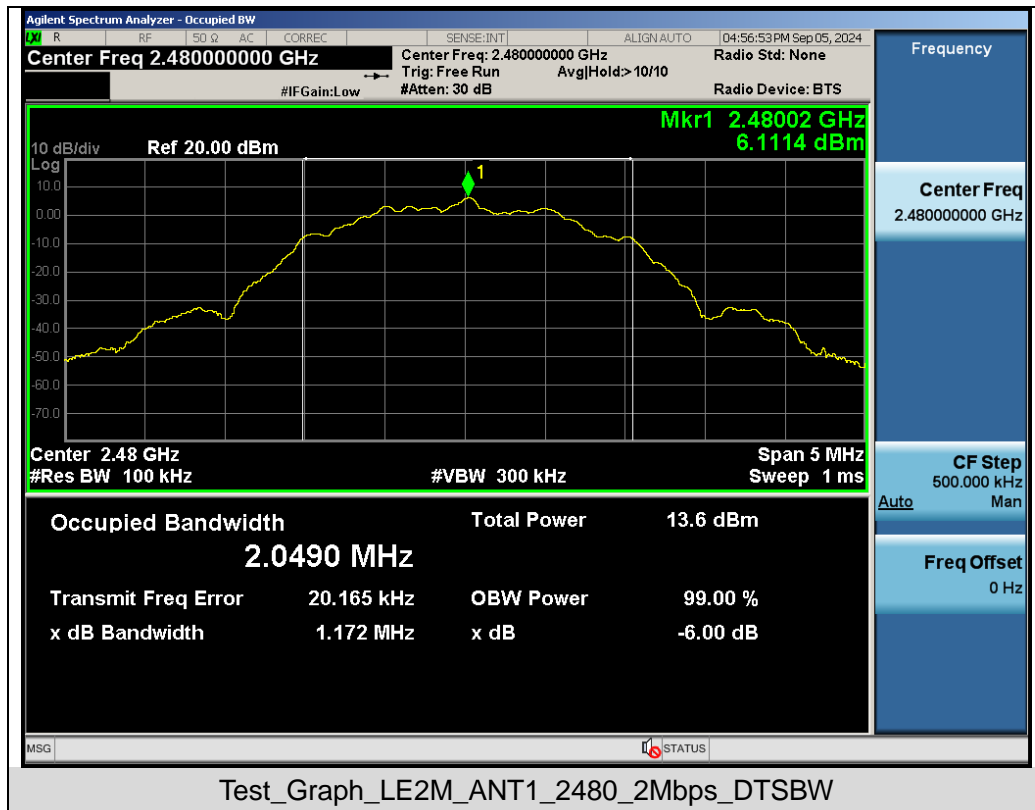 Agilent Spectrum Analyzer - Occupied BW
LXI R RF 50 Ω AC CORREC SENSE:INT ALIGN AUTO 04:56:53 PM Sep 05, 2024
Center Freq 2.480000000 GHz Center Freq: 2.480000000 GHz Radio Std: None
Trig: Free Run Avg|Hold:> 10/10
#IFGain:Low #Atten: 30 dB Radio Device: BTS
Mkr1 2.48002 GHz
6.1114 dBm
10 dB/div Ref 20.00 dBm
Log
1
10.0
0.00
-10.0
-20.0
-30.0
-40.0
-50.0
-60.0
-70.0
Center 2.48 GHz Span 5 MHz
#Res BW 100 kHz #VBW 300 kHz Sweep 1 ms
Occupied Bandwidth Total Power 13.6 dBm
2.0490 MHz
Transmit Freq Error 20.165 kHz OBW Power 99.00 %
x dB Bandwidth 1.172 MHz x dB -6.00 dB
MSG STATUS
Frequency
Center Freq
2.480000000 GHz
CF Step
500.000 kHz
Auto Man
Freq Offset
0 Hz
Test_Graph_LE2M_ANT1_2480_2Mbps_DTSBW